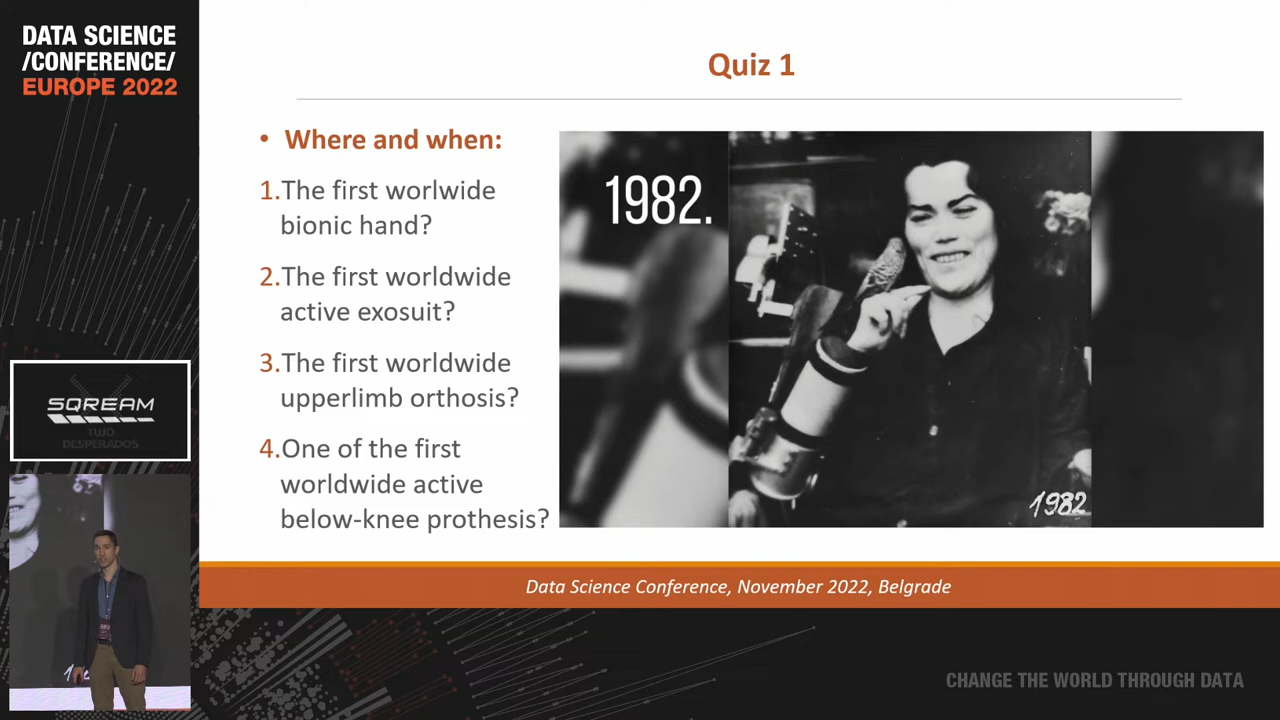 DATA SCIENCE
/CONFERENCE/
EUROPE 2022
Quiz 1
• Where and when:
1.The first worlwide
bionic hand?
2.The first worldwide
active exosuit?
3.The first worldwide
upperlimb orthosis?
4.One of the first
worldwide active
below-knee prothesis?
1982.
1982
SQREAM
TWO
DESPERADOS
Data Science Conference, November 2022, Belgrade
CHANGE THE WORLD THROUGH DATA